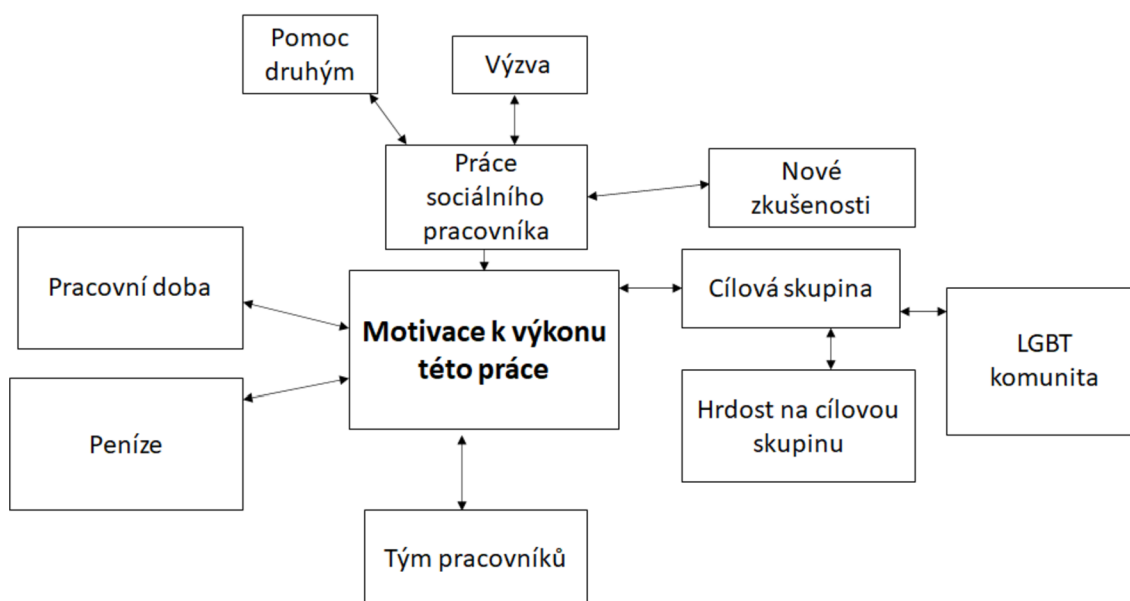 Pomoc
druhým
Výzva
Práce
sociálního
pracovníka
Nové
zkušenosti
Pracovní doba
Motivace k výkonu
této práce
Cílová skupina
LGBT
komunita
Peníze
Hrdost na cílovou
skupinu
Tým pracovníků